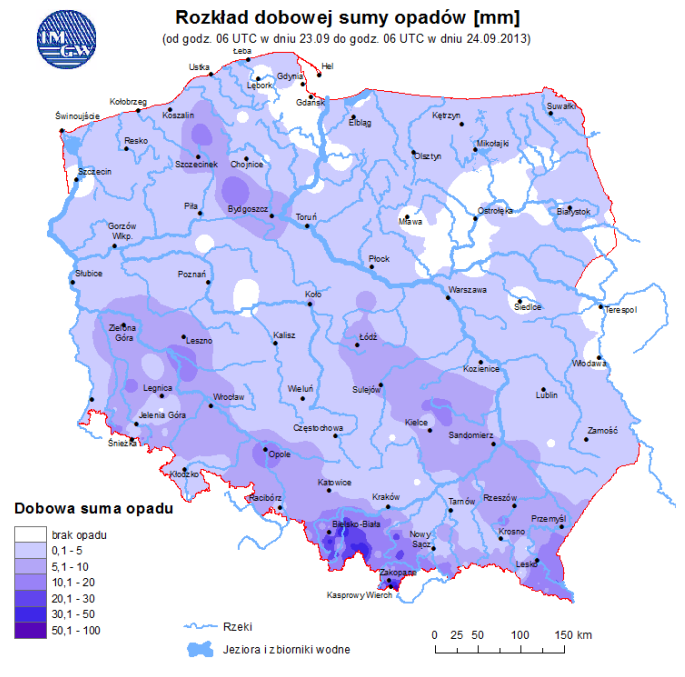 Rozkład dobowej sumy opadów [mm]
(od godz. 06 UTC w dniu 23.09 do godz. 06 UTC w dniu 24.09.2013)
IM
GW
Łeba
Ustka
Hel
Gdynia
Lębork
Gdańsk
Kołobrzeg
Koszalin
Świnoujście
Elbląg
Kętrzyn
Suwałki
Resko
Mikołajki
Olsztyn
Szczecinek
Chojnice
Szczecin
Piła
Bydgoszcz
Toruń
Mława
Ostrołęka
Białystok
Gorzów
Wlkp.
Płock
Słubice
Poznań
Koło
Warszawa
Siedlce
Terespol
Zielona
Góra
Leszno
Kalisz
Łódź
Kozienice
Włodawa
Legnica
Wrocław
Wieluń
Sulejów
Lublin
Jelenia Góra
Śnieżka
Częstochowa
Kielce
Sandomierz
Zamość
Kłodzko
Opole
Katowice
Racibórz
Kraków
Tarnów
Rzeszów
Przemyśl
Bielsko-Biała
Nowy
Sącz
Krosno
Lesko
Zakopane
Kasprowy Wierch
Dobowa suma opadu
brak opadu
0,1 - 5
5,1 - 10
10,1 - 20
20,1 - 30
30,1 - 50
50,1 - 100
Rzeki
Jeziora i zbiorniki wodne
0 25 50 100 150 km